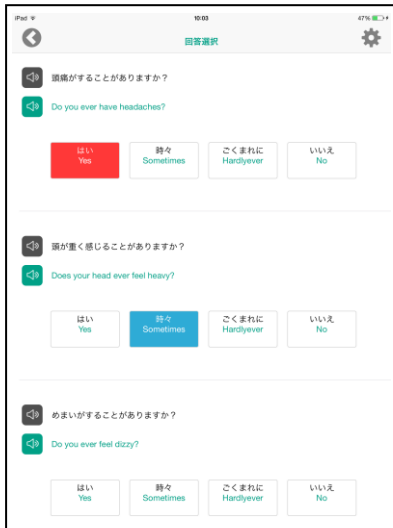 iPad 10:03 47%
回答選択
頭痛がすることがありますか？
Do you ever have headaches?
はい 時々 ごくまれに いいえ
Yes Sometimes Hardlyever No
頭が重く感じることがありますか？
Does your head ever feel heavy?
はい 時々 ごくまれに いいえ
Yes Sometimes Hardlyever No
めまいがすることがありますか？
Do you ever feel dizzy?
はい 時々 ごくまれに いいえ
Yes Sometimes Hardlyever No